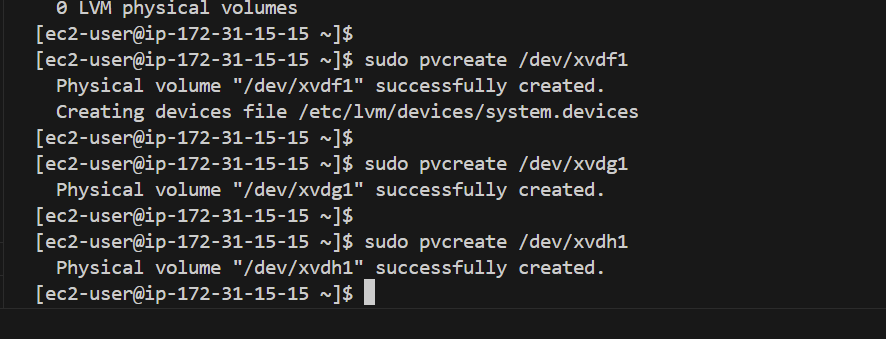 0 LVM physical volumes
[ec2-user@ip-172-31-15-15 ~]$
[ec2-user@ip-172-31-15-15 ~]$ sudo pvcreate /dev/xvdf1
Physical volume "/dev/xvdf1" successfully created.
Creating devices file /etc/lvm/devices/system.devices
[ec2-user@ip-172-31-15-15 ~]$
[ec2-user@ip-172-31-15-15 ~]$ sudo pvcreate /dev/xvdg1
Physical volume "/dev/xvdg1" successfully created.
[ec2-user@ip-172-31-15-15 ~]$
[ec2-user@ip-172-31-15-15 ~]$ sudo pvcreate /dev/xvdh1
Physical volume "/dev/xvdh1" successfully created.
[ec2-user@ip-172-31-15-15 ~]$